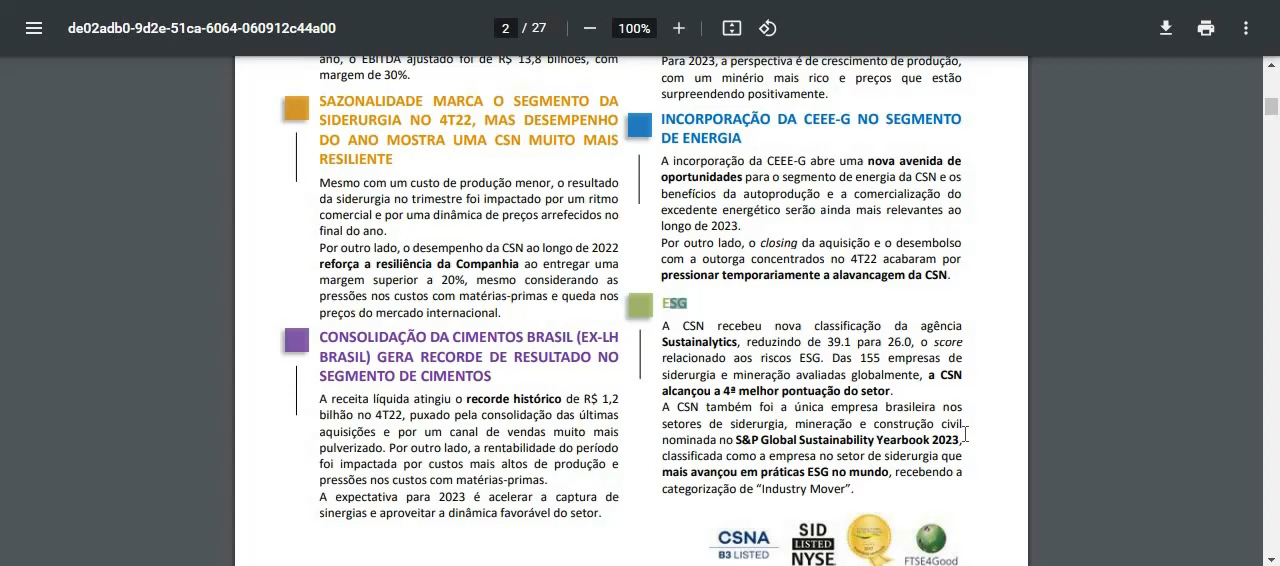 de02adb0-9d2e-51ca-6064-060912c44a00
2 / 27
100%
ano, o EBITDA ajustado foi de R$ 13,8 bilhões, com
margem de 30%.
SAZONALIDADE MARCA O SEGMENTO DA
SIDERURGIA NO 4T22, MAS DESEMPENHO
DO ANO MOSTRA UMA CSN MUITO MAIS
RESILIENTE
Mesmo com um custo de produção menor, o resultado
da siderurgia no trimestre foi impactado por um ritmo
comercial e por uma dinâmica de preços arrefecidos no
final do ano.
Por outro lado, o desempenho da CSN ao longo de 2022
reforça a resiliência da Companhia ao entregar uma
margem superior a 20%, mesmo considerando as
pressões nos custos com matérias-primas e queda nos
preços do mercado internacional.
CONSOLIDAÇÃO DA CIMENTOS BRASIL (EX-LH
BRASIL) GERA RECORDE DE RESULTADO NO
SEGMENTO DE CIMENTOS
A receita líquida atingiu o recorde histórico de R$ 1,2
bilhão no 4T22, puxado pela consolidação das últimas
aquisições e por um canal de vendas muito mais
pulverizado. Por outro lado, a rentabilidade do período
foi impactada por custos mais altos de produção e
pressões nos custos com matérias-primas.
A expectativa para 2023 é acelerar a captura de
sinergias e aproveitar a dinâmica favorável do setor.
Para 2023, a perspectiva é de crescimento de produção,
com um minério mais rico e preços que estão
surpreendendo positivamente.
INCORPORAÇÃO DA CEEE-G NO SEGMENTO
DE ENERGIA
A incorporação da CEEE-G abre uma nova avenida de
oportunidades para o segmento de energia da CSN e os
benefícios da autoprodução e a comercialização do
excedente energético serão ainda mais relevantes ao
longo de 2023.
Por outro lado, o closing da aquisição e o desembolso
com a outorga concentrados no 4T22 acabaram por
pressionar temporariamente a alavancagem da CSN.
ESG
A CSN recebeu nova classificação da agência
Sustainalytics, reduzindo de 39.1 para 26.0, o score
relacionado aos riscos ESG. Das 155 empresas de
siderurgia e mineração avaliadas globalmente, a CSN
alcançou a 4ª melhor pontuação do setor.
A CSN também foi a única empresa brasileira nos
setores de siderurgia, mineração e construção civil
nominada no S&P Global Sustainability Yearbook 2023,
classificada como a empresa no setor de siderurgia que
mais avançou em práticas ESG no mundo, recebendo a
categorização de “Industry Mover”.
CSNA
B3 LISTED
SID
LISTED
NYSE
FTSE4Good